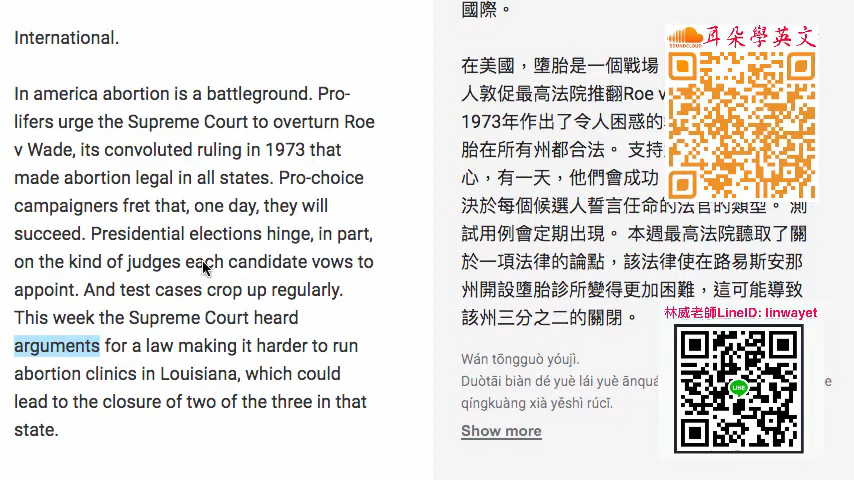 International.
In america abortion is a battleground. Pro-
lifers urge the Supreme Court to overturn Roe
v Wade, its convoluted ruling in 1973 that
made abortion legal in all states. Pro-choice
campaigners fret that, one day, they will
succeed. Presidential elections hinge, in part,
on the kind of judges each candidate vows to
appoint. And test cases crop up regularly.
This week the Supreme Court heard
arguments for a law making it harder to run
abortion clinics in Louisiana, which could
lead to the closure of two of the three in that
state.
國際。
在美國，墮胎是一個戰場
人敦促最高法院推翻Roe v
1973年作出了令人困惑的
胎在所有州都合法。 支持
心，有一天，他們會成功
決於每個候選人誓言任命的法官的類型。 測
試用例會定期出現。 本週最高法院聽取了關
於一項法律的論點，該法律使在路易斯安那
州開設墮胎診所變得更加困難，這可能導致
該州三分之二的關閉。
Wán tōngguò yóujì.
Duòtāi biàn dé yuè lái yuè ānquá
e
qíngkuàng xià yěshì rúcǐ.
Show more
SOUNDCLOUD
耳朵學英文
林威老師LineID: linwayet
LINE